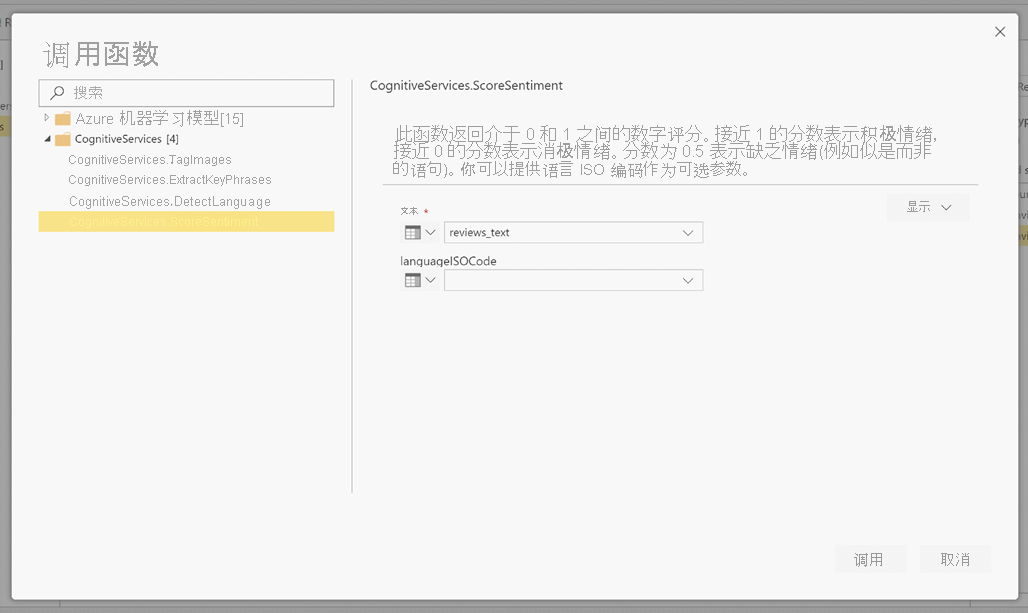 调用函数
搜索
Azure 机器学习模型[15]
CognitiveServices [4]
CognitiveServices.TagImages
CognitiveServices.ExtractKeyPhrases
CognitiveServices.DetectLanguage
CognitiveServices.ScoreSentiment
CognitiveServices.ScoreSentiment
此函数返回介于 0 和 1 之间的数字评分。接近 1 的分数表示积极情绪,
接近 0 的分数表示消极情绪。分数为 0.5 表示缺乏情绪(例如似是而非
的语句)。你可以提供语言 ISO 编码作为可选参数。
显示
文本 *
reviews_text
languageISOCode
调用
取消